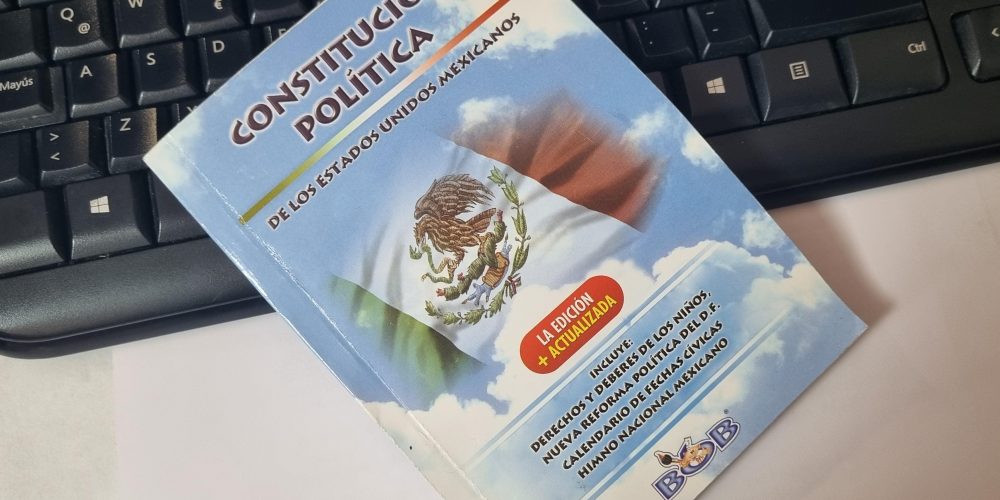 CONSTITUCIÓ
POLÍTICA
DE LOS ESTADOS UNIDOS MEXICANOS
LA EDICIÓN
+ ACTUALIZADA
INCLUYE:
DERECHOS Y DEBERES DE LOS NIÑOS,
NUEVA REFORMA POLÍTICA DEL D.F.
CALENDARIO DE FECHAS CÍVICAS
HIMNO NACIONAL MEXICANO
BOB
Q
@
W
E
€
Mayús
A
S
D
Z
X
>
<
Ctrl